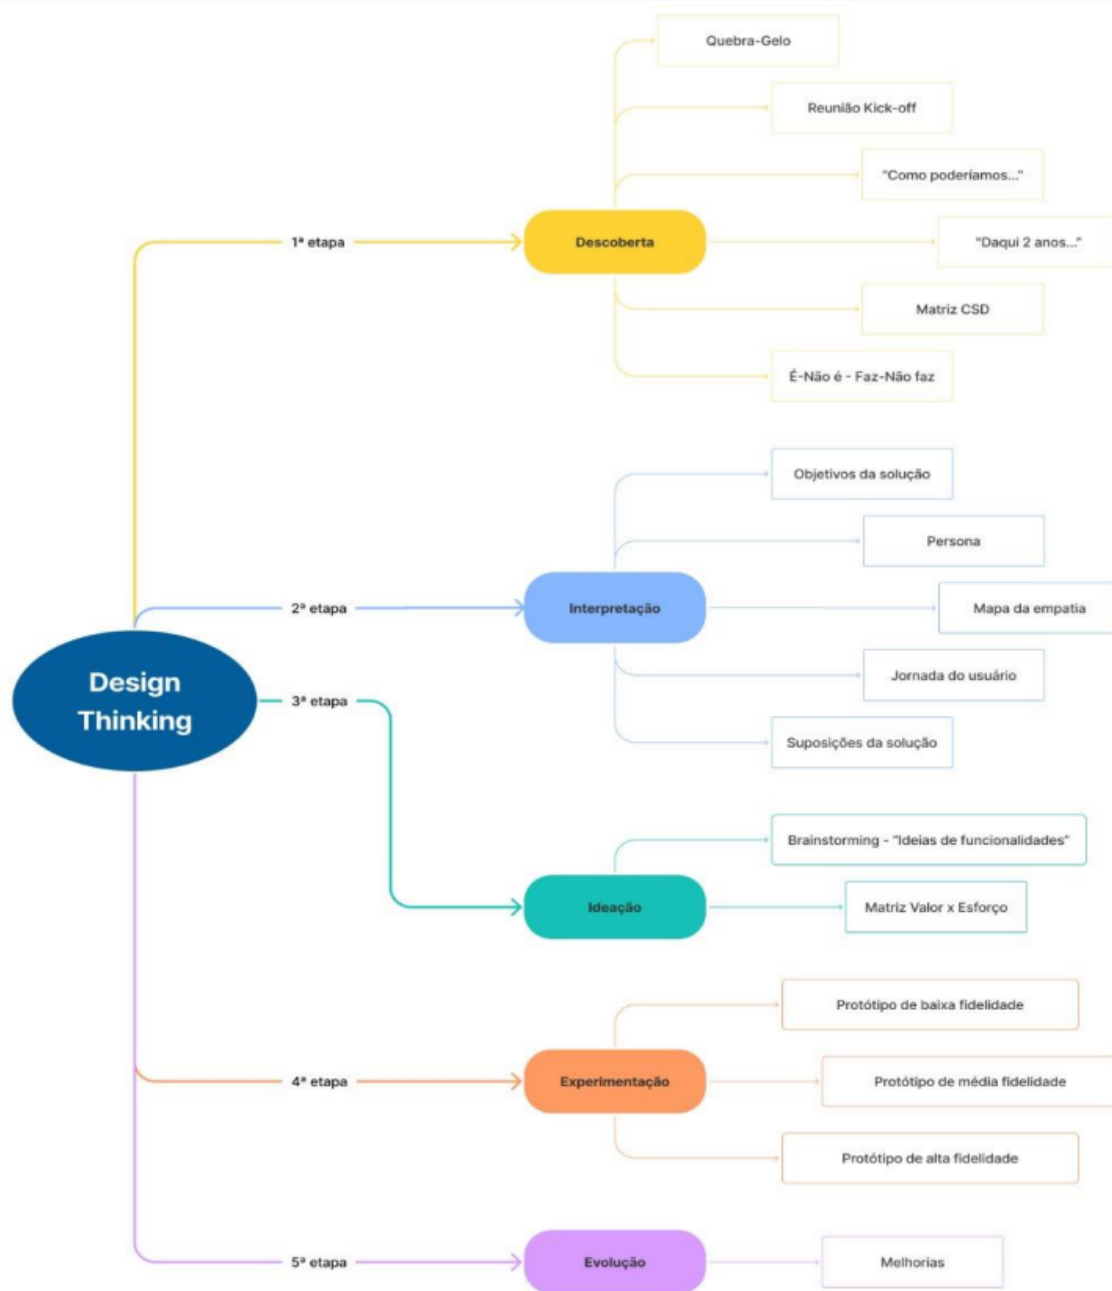 Quebra-Gelo
Reunião Kick-off
"Como poderíamos..."
1ª etapa
Descoberta
"Daqui 2 anos..."
Matriz CSD
É-Não é - Faz-Não faz
Objetivos da solução
Persona
2ª etapa
Interpretação
Mapa da empatia
Jornada do usuário
Suposições da solução
Design
Thinking
3ª etapa
Brainstorming - "Ideias de funcionalidades"
Ideação
Matriz Valor x Esforço
Protótipo de baixa fidelidade
4ª etapa
Experimentação
Protótipo de média fidelidade
Protótipo de alta fidelidade
5ª etapa
Evolução
Melhorias